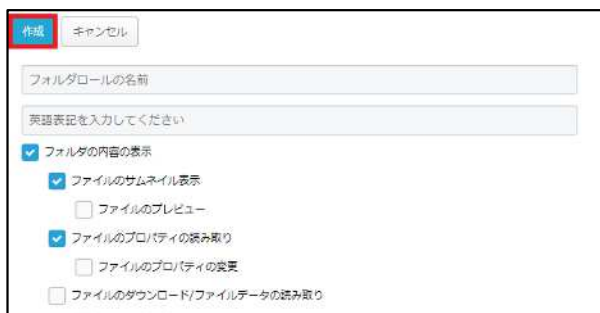 作成 キャンセル
フォルダロールの名前
英語表記を入力してください
フォルダの内容の表示
ファイルのサムネイル表示
ファイルのプレビュー
ファイルのプロパティの読み取り
ファイルのプロパティの変更
ファイルのダウンロード/ファイルデータの読み取り